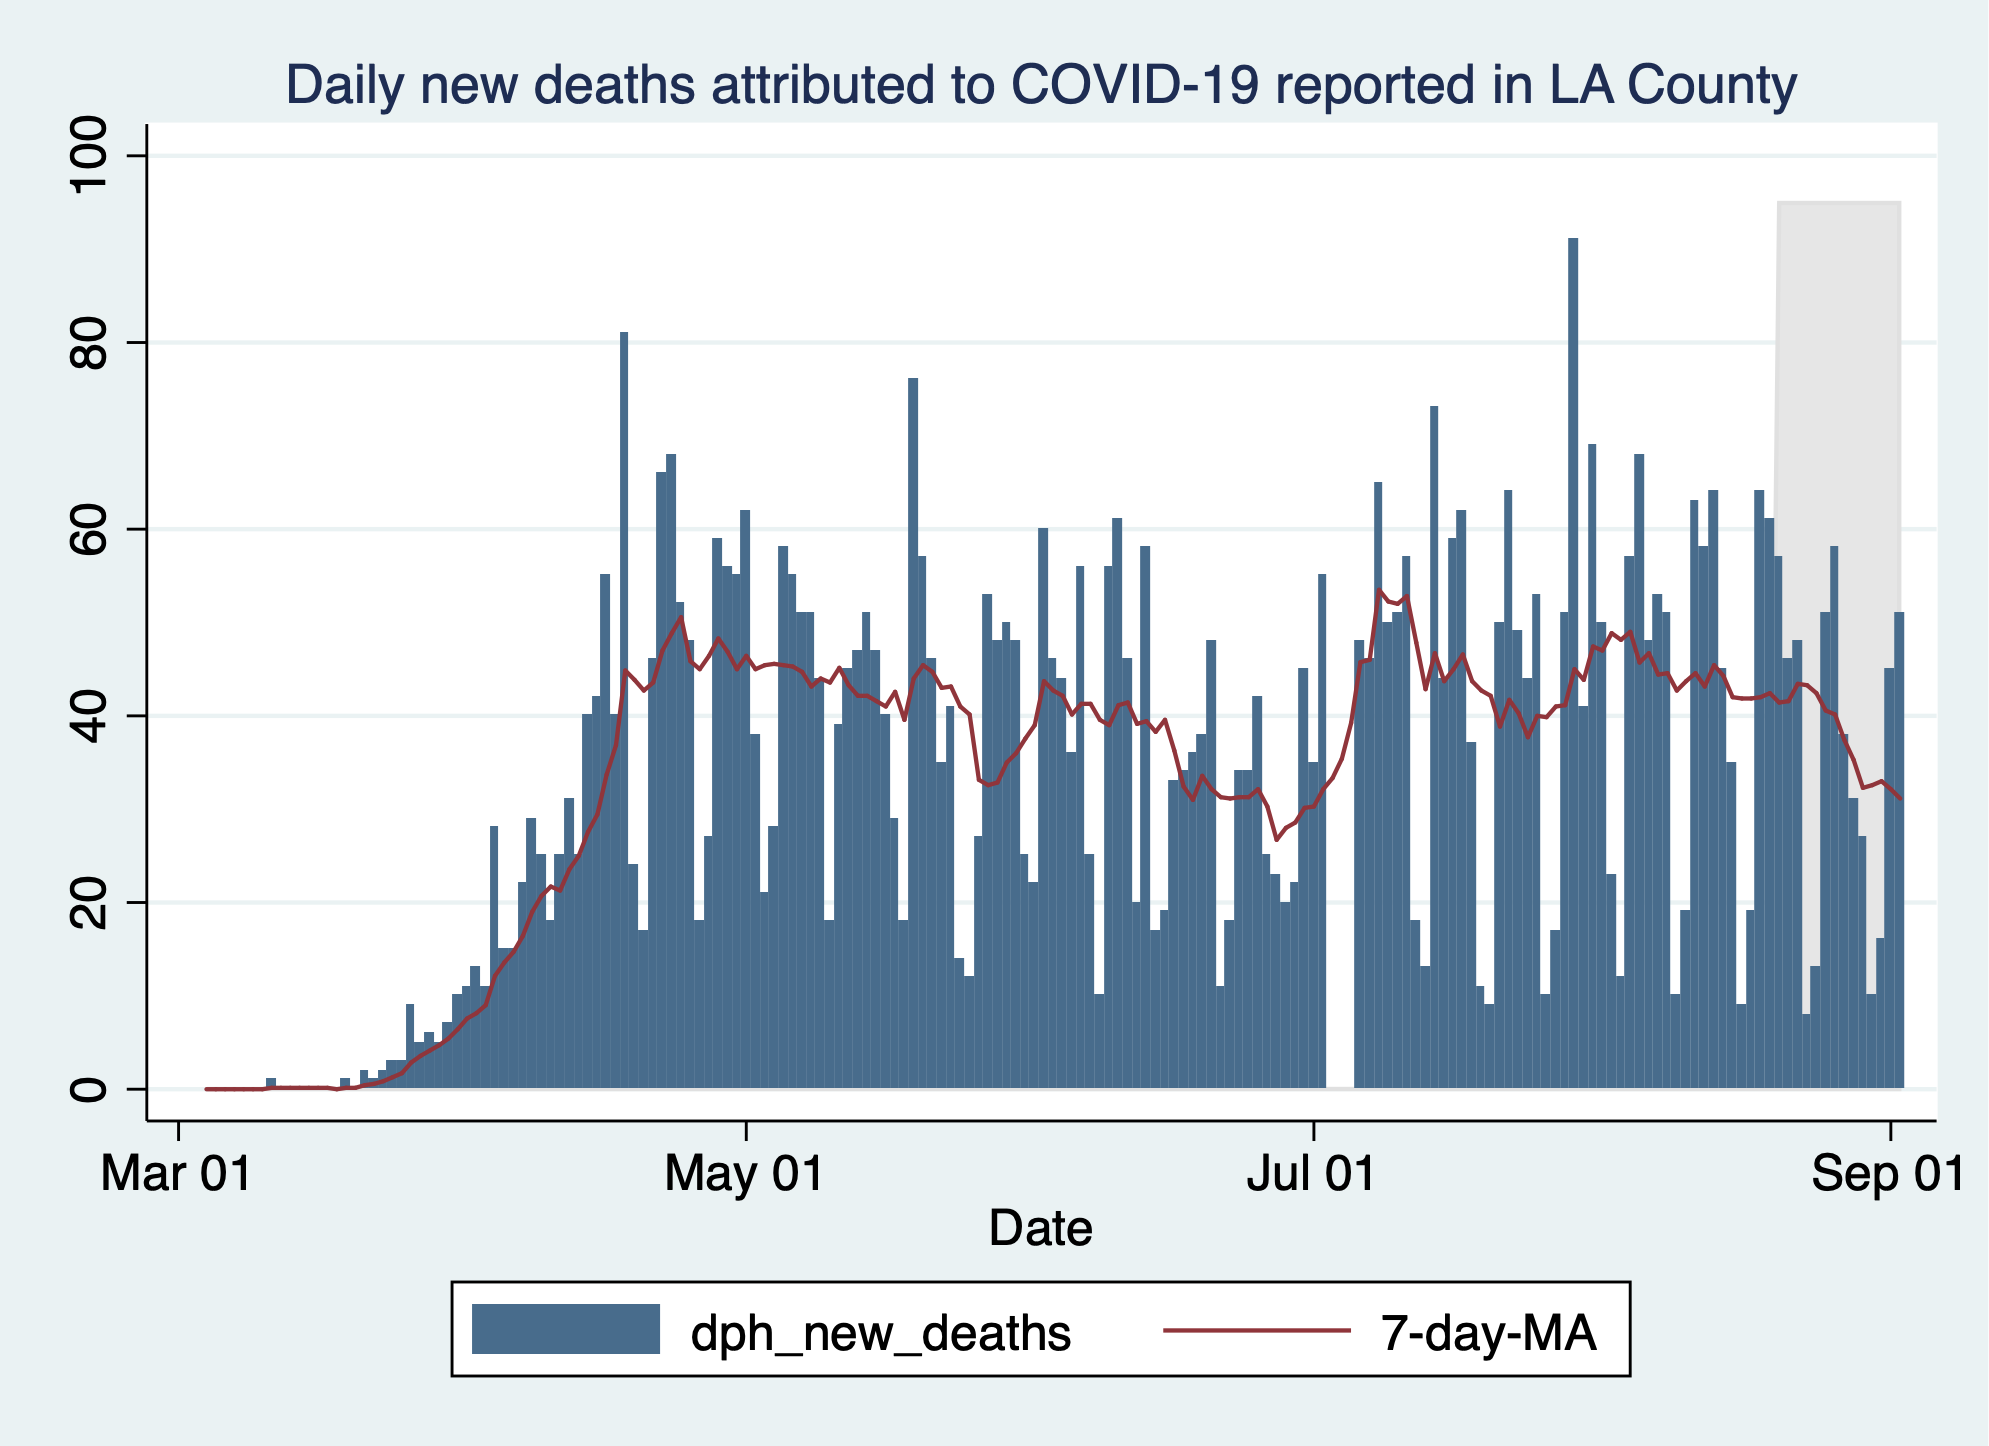 Daily new deaths attributed to COVID-19 reported in LA County
100
80
60
40
20
0
Mar 01 May 01 Jul 01 Sep 01
Date
dph_new_deaths 7-day-MA